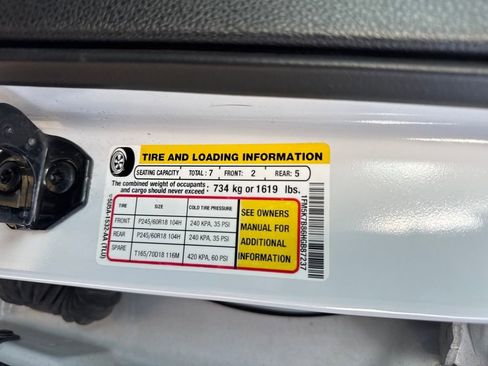 TIRE AND LOADING INFORMATION
SEATING CAPACITY TOTAL : 7 FRONT: 2 REAR: 5
The combined weight of occupants
and cargo should never exceed : 734 kg or 1619 lbs.
TIRE SIZE COLD TIRE PRESSURE
FRONT P245/60R18 104H 240 KPA, 35 PSI
REAR P245/60R18 104H 240 KPA, 35 PSI
SPARE T165/70D18 116M 420 KPA, 60 PSI
SEE OWNERS
MANUAL FOR
ADDITIONAL
INFORMATION